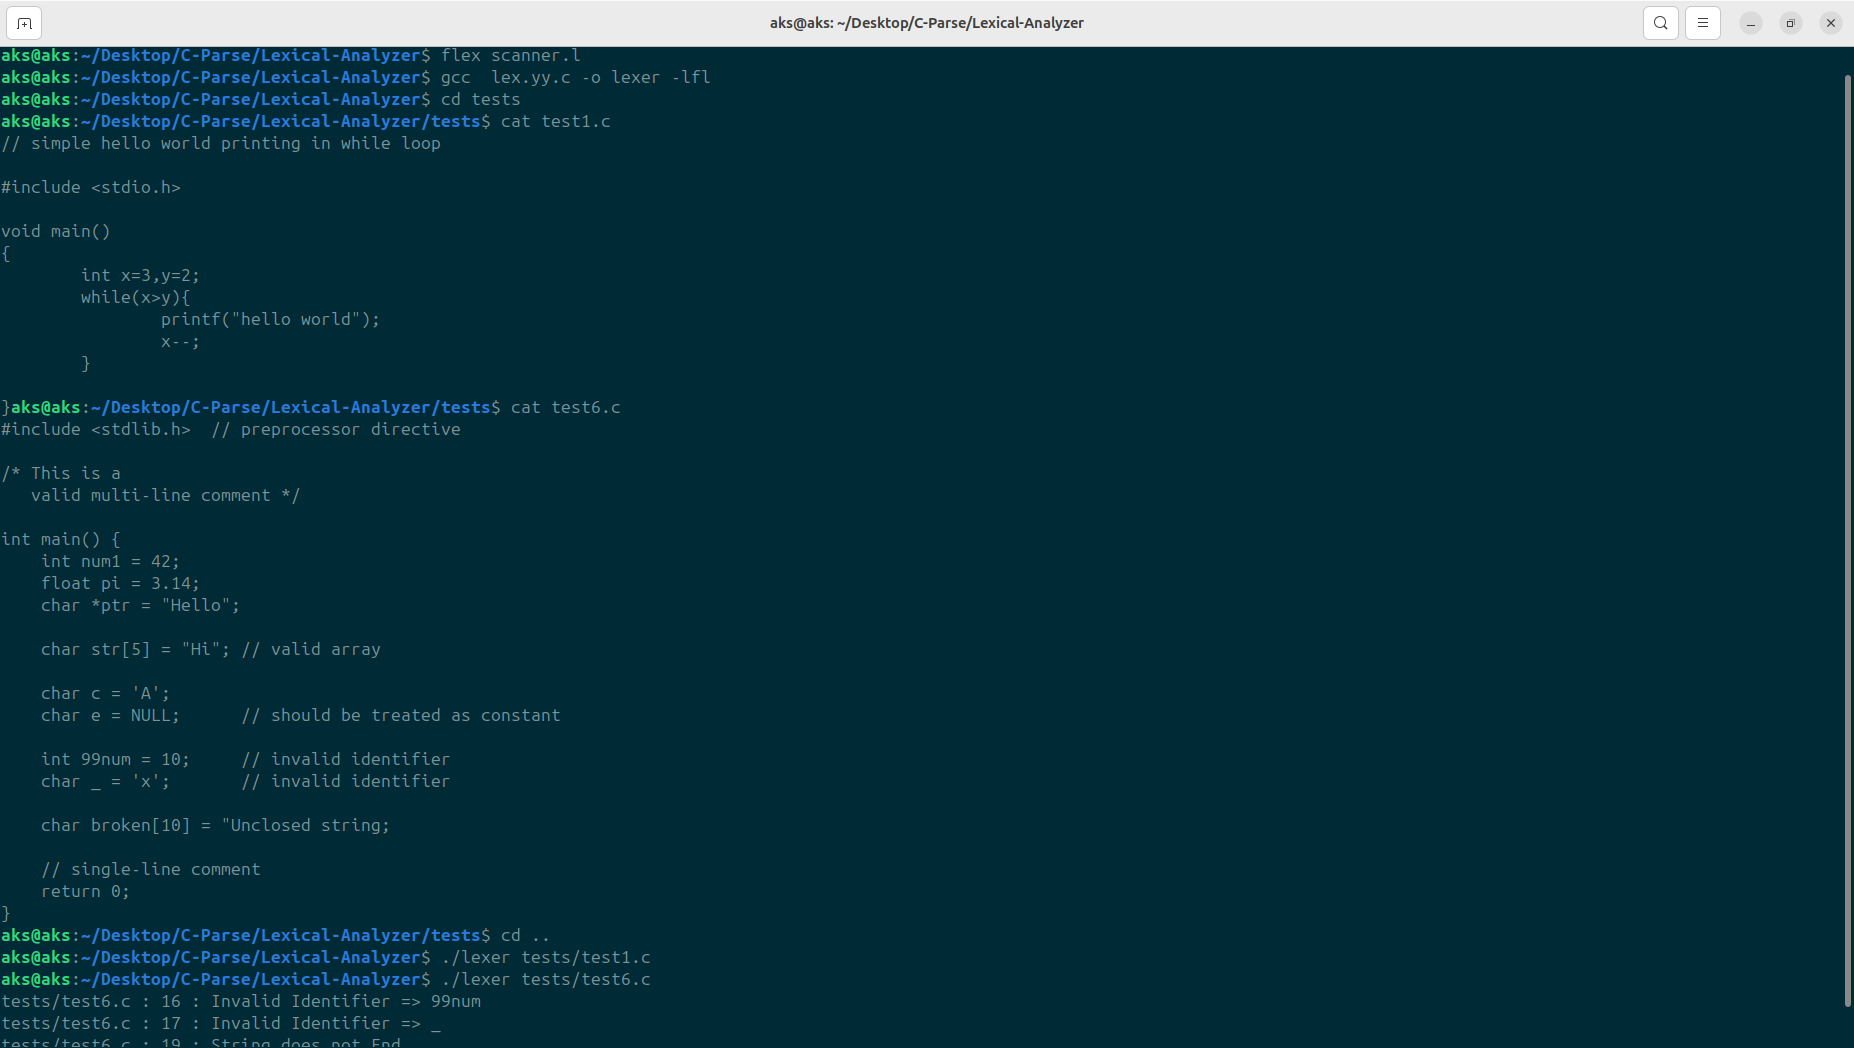 aks@aks: ~/Desktop/C-Parse/Lexical-Analyzer
aks@aks:~/Desktop/C-Parse/Lexical-Analyzer$ flex scanner.l
aks@aks:~/Desktop/C-Parse/Lexical-Analyzer$ gcc  lex.yy.c -o lexer -lfl
aks@aks:~/Desktop/C-Parse/Lexical-Analyzer$ cd tests
aks@aks:~/Desktop/C-Parse/Lexical-Analyzer/tests$ cat test1.c
// simple hello world printing in while loop

#include <stdio.h>

void main()
{
        int x=3,y=2;
        while(x>y){
                printf("hello world");
                x--;
        }

}aks@aks:~/Desktop/C-Parse/Lexical-Analyzer/tests$ cat test6.c
#include <stdlib.h>  // preprocessor directive

/* This is a
   valid multi-line comment */

int main() {
    int num1 = 42;
    float pi = 3.14;
    char *ptr = "Hello";

    char str[5] = "Hi"; // valid array

    char c = 'A';
    char e = NULL;      // should be treated as constant

    int 99num = 10;     // invalid identifier
    char _ = 'x';       // invalid identifier

    char broken[10] = "Unclosed string;

    // single-line comment
    return 0;
}
aks@aks:~/Desktop/C-Parse/Lexical-Analyzer/tests$ cd ..
aks@aks:~/Desktop/C-Parse/Lexical-Analyzer$ ./lexer tests/test1.c
aks@aks:~/Desktop/C-Parse/Lexical-Analyzer$ ./lexer tests/test6.c
tests/test6.c : 16 : Invalid Identifier => 99num
tests/test6.c : 17 : Invalid Identifier => _
tests/test6.c : 19 : String does not End